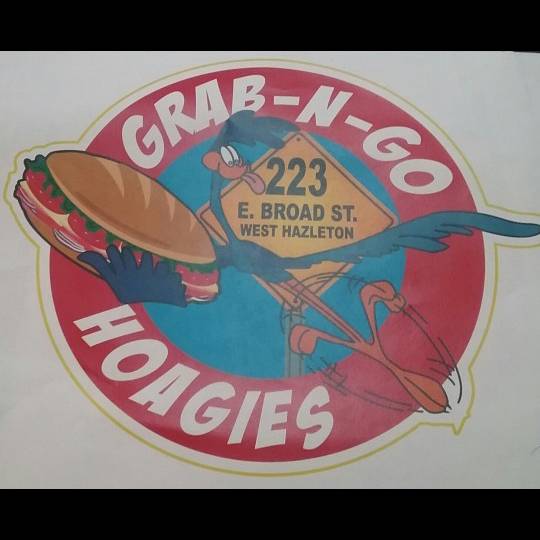 GRAB-N-GO
223
E. BROAD ST.
WEST HAZLETON
HOAGIES